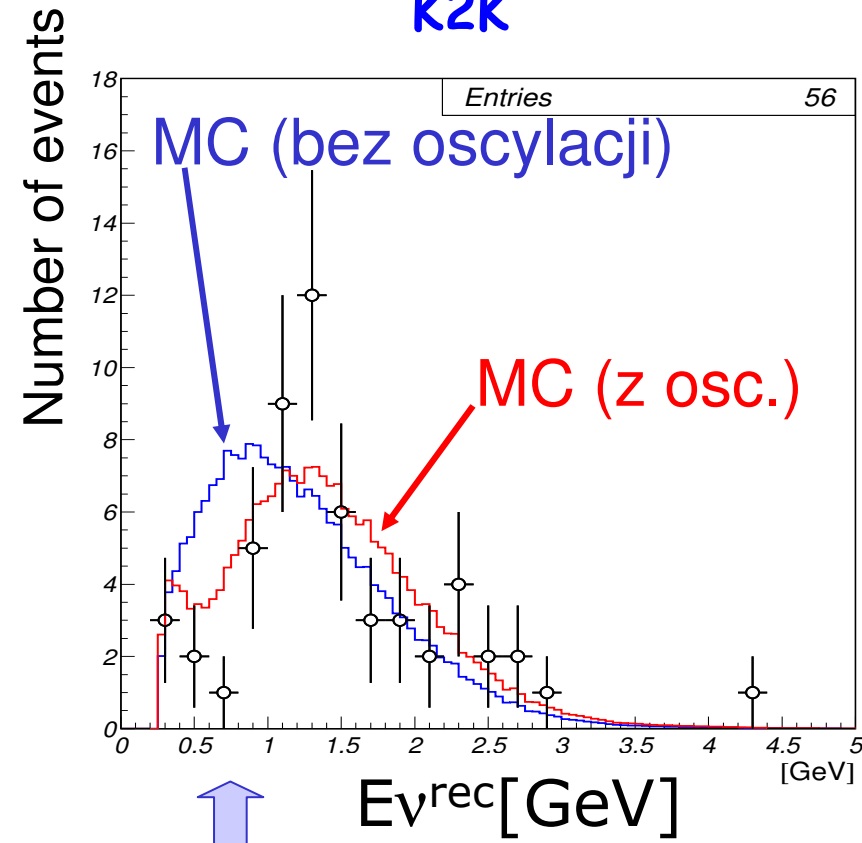 K2K
Number of events
Entries 56
MC (bez oscylacji)
MC (z osc.)
18
16
14
12
10
8
6
4
2
0
0 0.5 1 1.5 2 2.5 3 3.5 4 4.5 5
[GeV]
Eνrec[GeV]